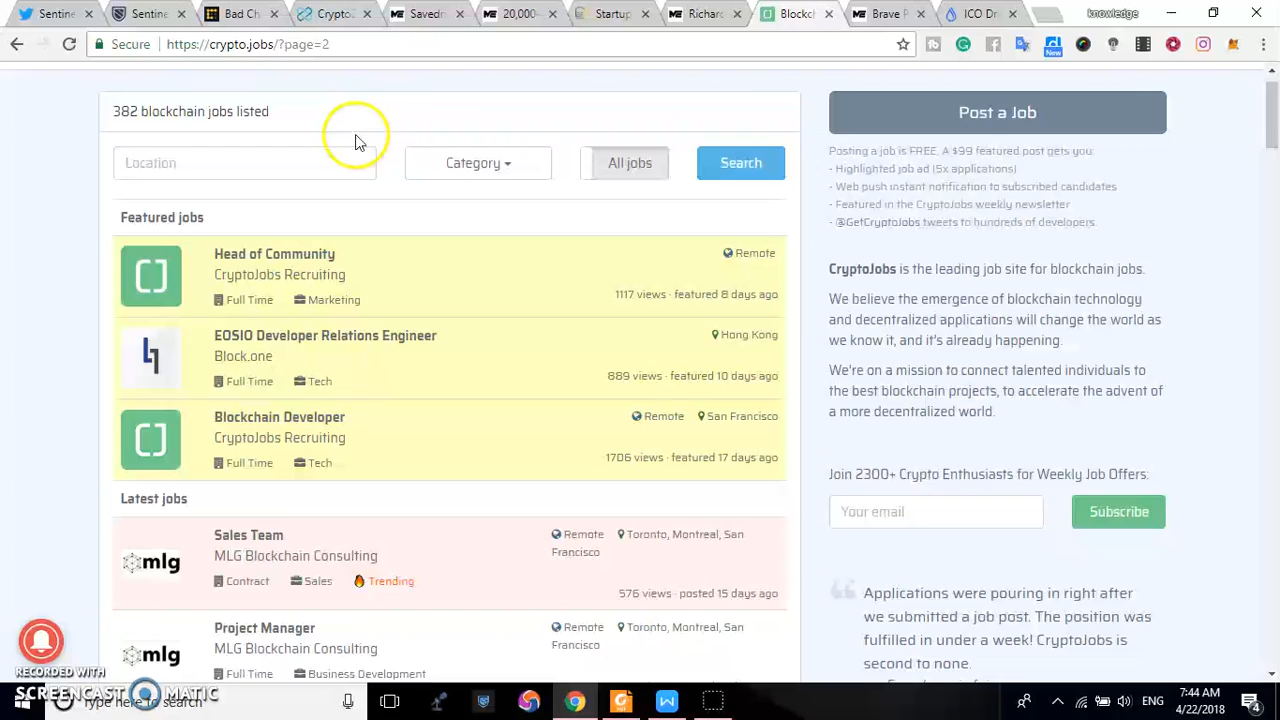 Sentine
Sentine
Bad Ch
Crypto
Savedr
20,000-
Startup
Richard
Blockch
Brave P
ICO Dr
knowledge
Secure
https://crypto.jobs/?page=2
New
382 blockchain jobs listed
Location
Category
All jobs
Search
Featured jobs
Head of Community
Remote
CryptoJobs Recruiting
Full Time
Marketing
1117 views · featured 8 days ago
EOSIO Developer Relations Engineer
Hong Kong
Block.one
Full Time
Tech
889 views · featured 10 days ago
Blockchain Developer
Remote
San Francisco
CryptoJobs Recruiting
Full Time
Tech
1706 views · featured 17 days ago
Latest jobs
Sales Team
Remote
Toronto, Montreal, San
Francisco
MLG Blockchain Consulting
mlg
Contract
Sales
Trending
576 views · posted 15 days ago
Project Manager
Remote
Toronto, Montreal, San
Francisco
MLG Blockchain Consulting
mlg
Full Time
Business Development
Post a Job
Posting a job is FREE. A $99 featured post gets you:
- Highlighted job ad (5x applications)
- Web push instant notification to subscribed candidates
- Featured in the CryptoJobs weekly newsletter
- @GetCryptoJobs tweets to hundreds of developers.
CryptoJobs is the leading job site for blockchain jobs.
We believe the emergence of blockchain technology
and decentralized applications will change the world as
we know it, and it's already happening.
We're on a mission to connect talented individuals to
the best blockchain projects, to accelerate the advent of
a more decentralized world.
Join 2300+ Crypto Enthusiasts for Weekly Job Offers:
Your email
Subscribe
Applications were pouring in right after
we submitted a job post. The position was
fulfilled in under a week! CryptoJobs is
second to none.
RECORDED WITH
SCREENCAST MATIC
Type here to search
ENG
7:44 AM
4/22/2018
4